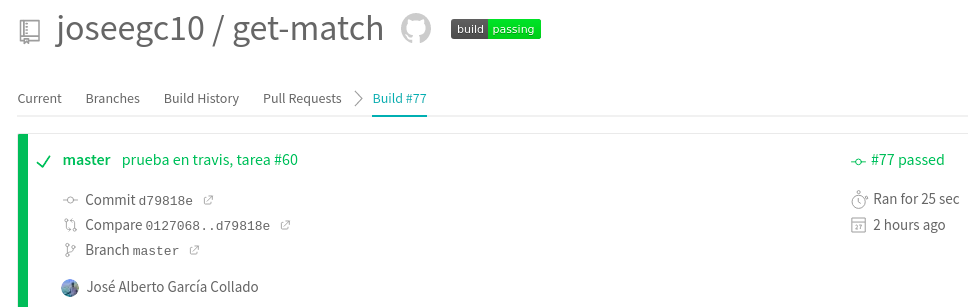 joseegc10 / get-match build passing
Current Branches Build History Pull Requests Build #77
master prueba en travis, tarea #60 #77 passed
Commit d79818e Ran for 25 sec
Compare 0127068..d79818e 2 hours ago
Branch master
José Alberto García Collado